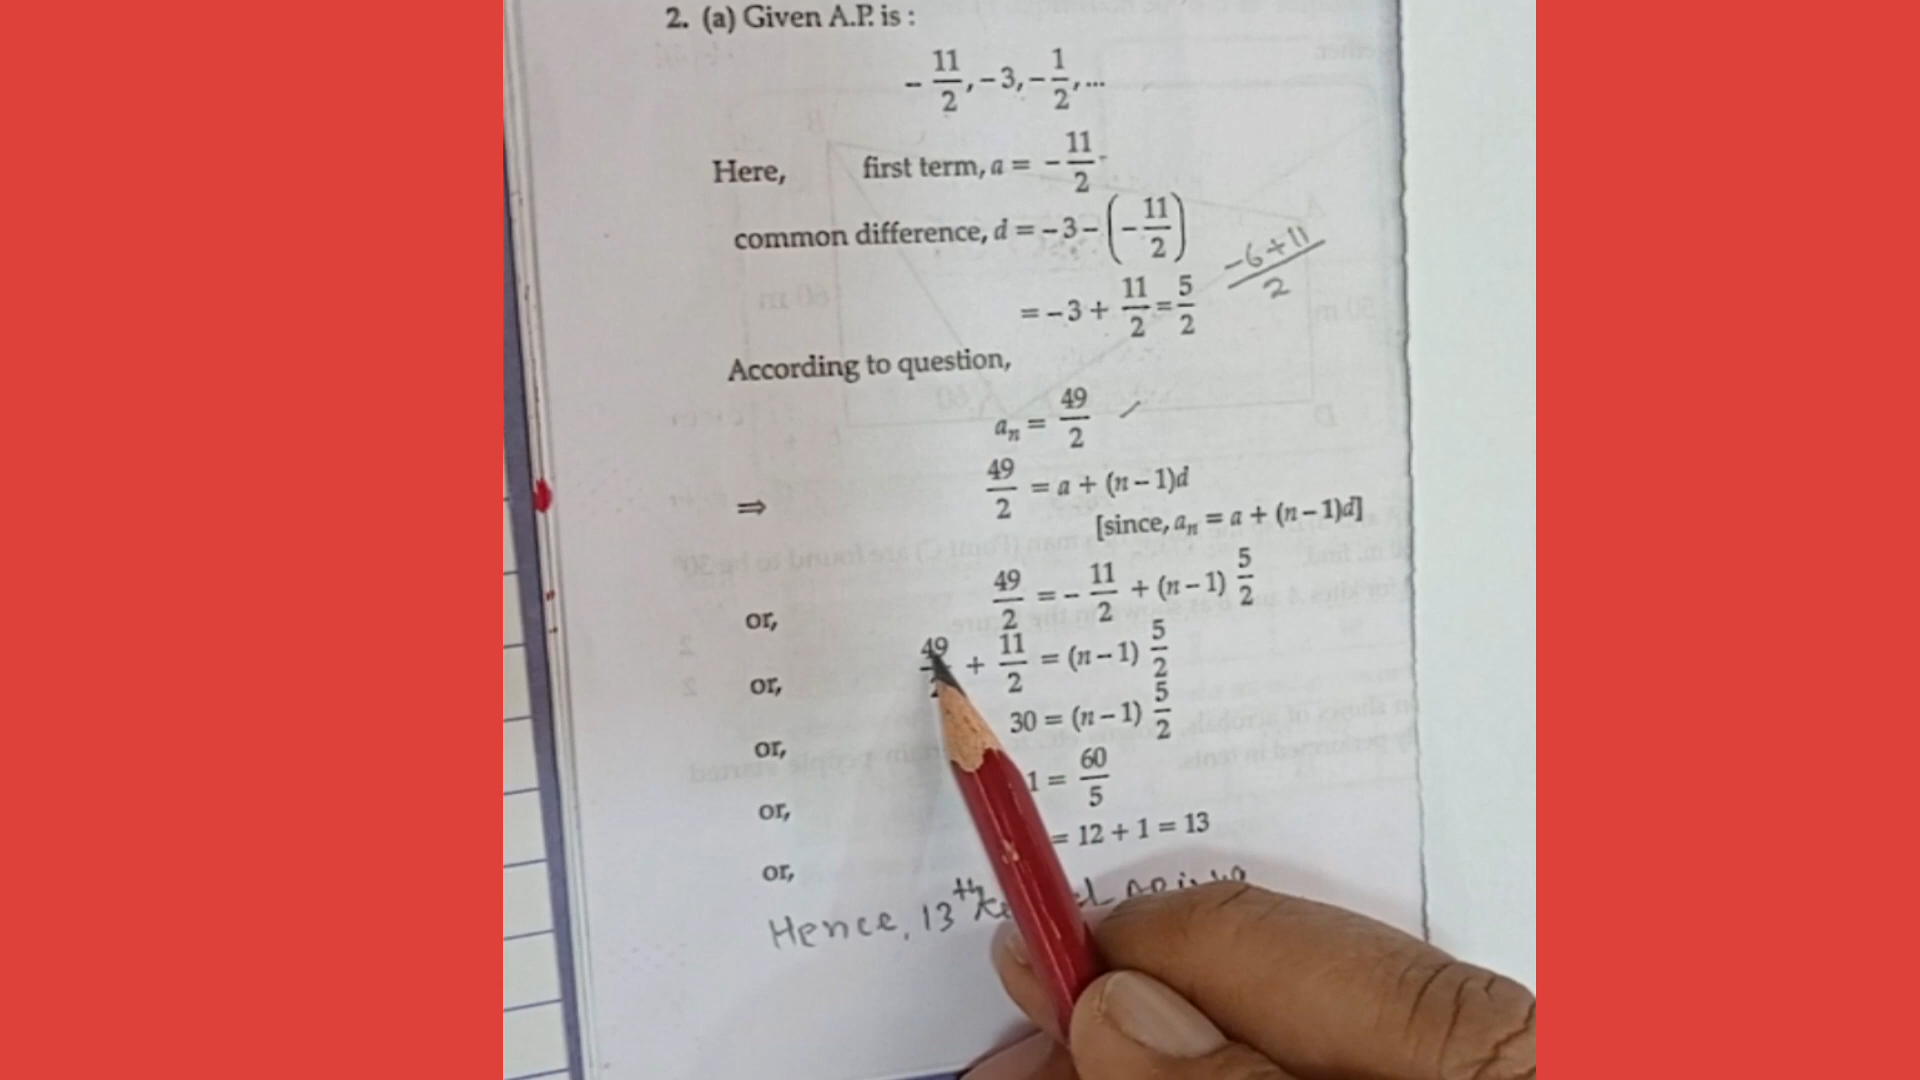 2. (a) Given A.P. is :
- 11/2, - 3, - 1/2, ...
Here, first term, a = - 11/2
common difference, d = - 3 - (- 11/2)
-6+11/2
= - 3 + 11/2 = 5/2
According to question,
aₙ = 49/2
⇒ 49/2 = a + (n - 1)d
[since, aₙ = a + (n - 1)d]
or, 49/2 = - 11/2 + (n - 1) 5/2
or, 49/2 + 11/2 = (n - 1) 5/2
or, 30 = (n - 1) 5/2
or, 1 = 60/5
or, = 12 + 1 = 13
Hence, 13th